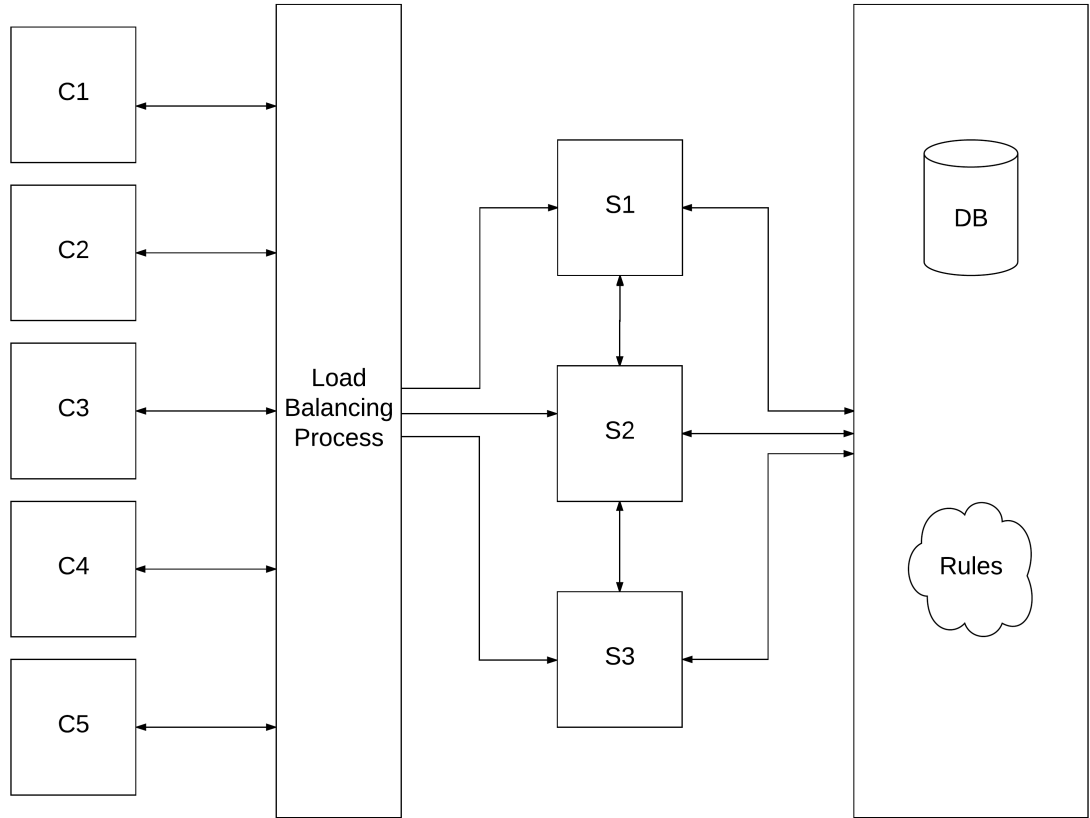 C1
C2
C3
C4
C5
Load
Balancing
Process
S1
S2
S3
DB
Rules